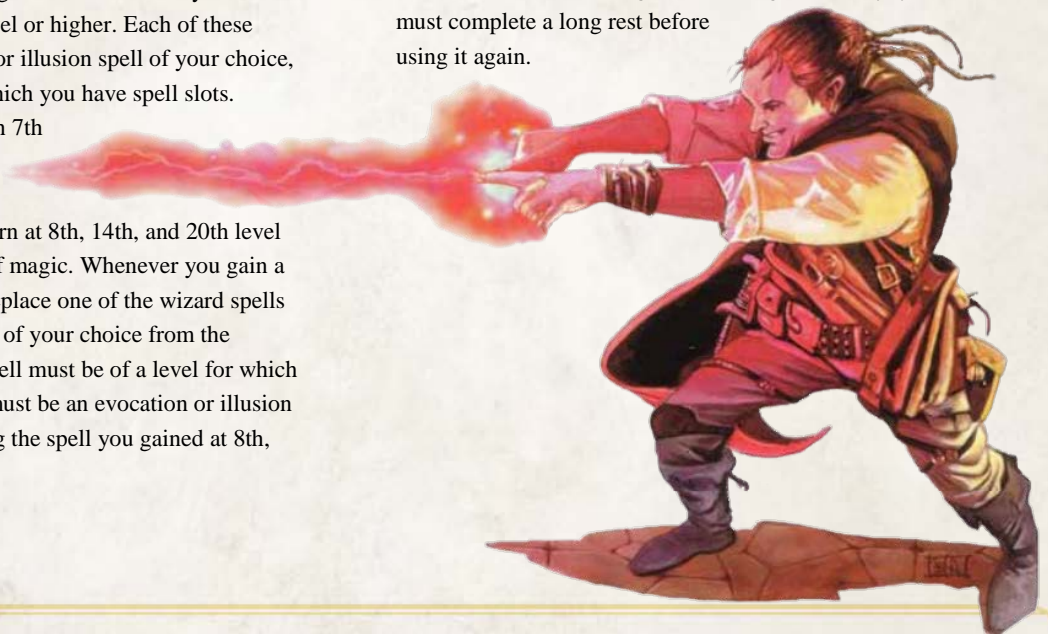 el or higher. Each of these
or illusion spell of your choice,
hich you have spell slots.
n 7th
rn at 8th, 14th, and 20th level
f magic. Whenever you gain a
place one of the wizard spells
of your choice from the
ell must be of a level for which
must be an evocation or illusion
g the spell you gained at 8th,
must complete a long rest before
using it again.